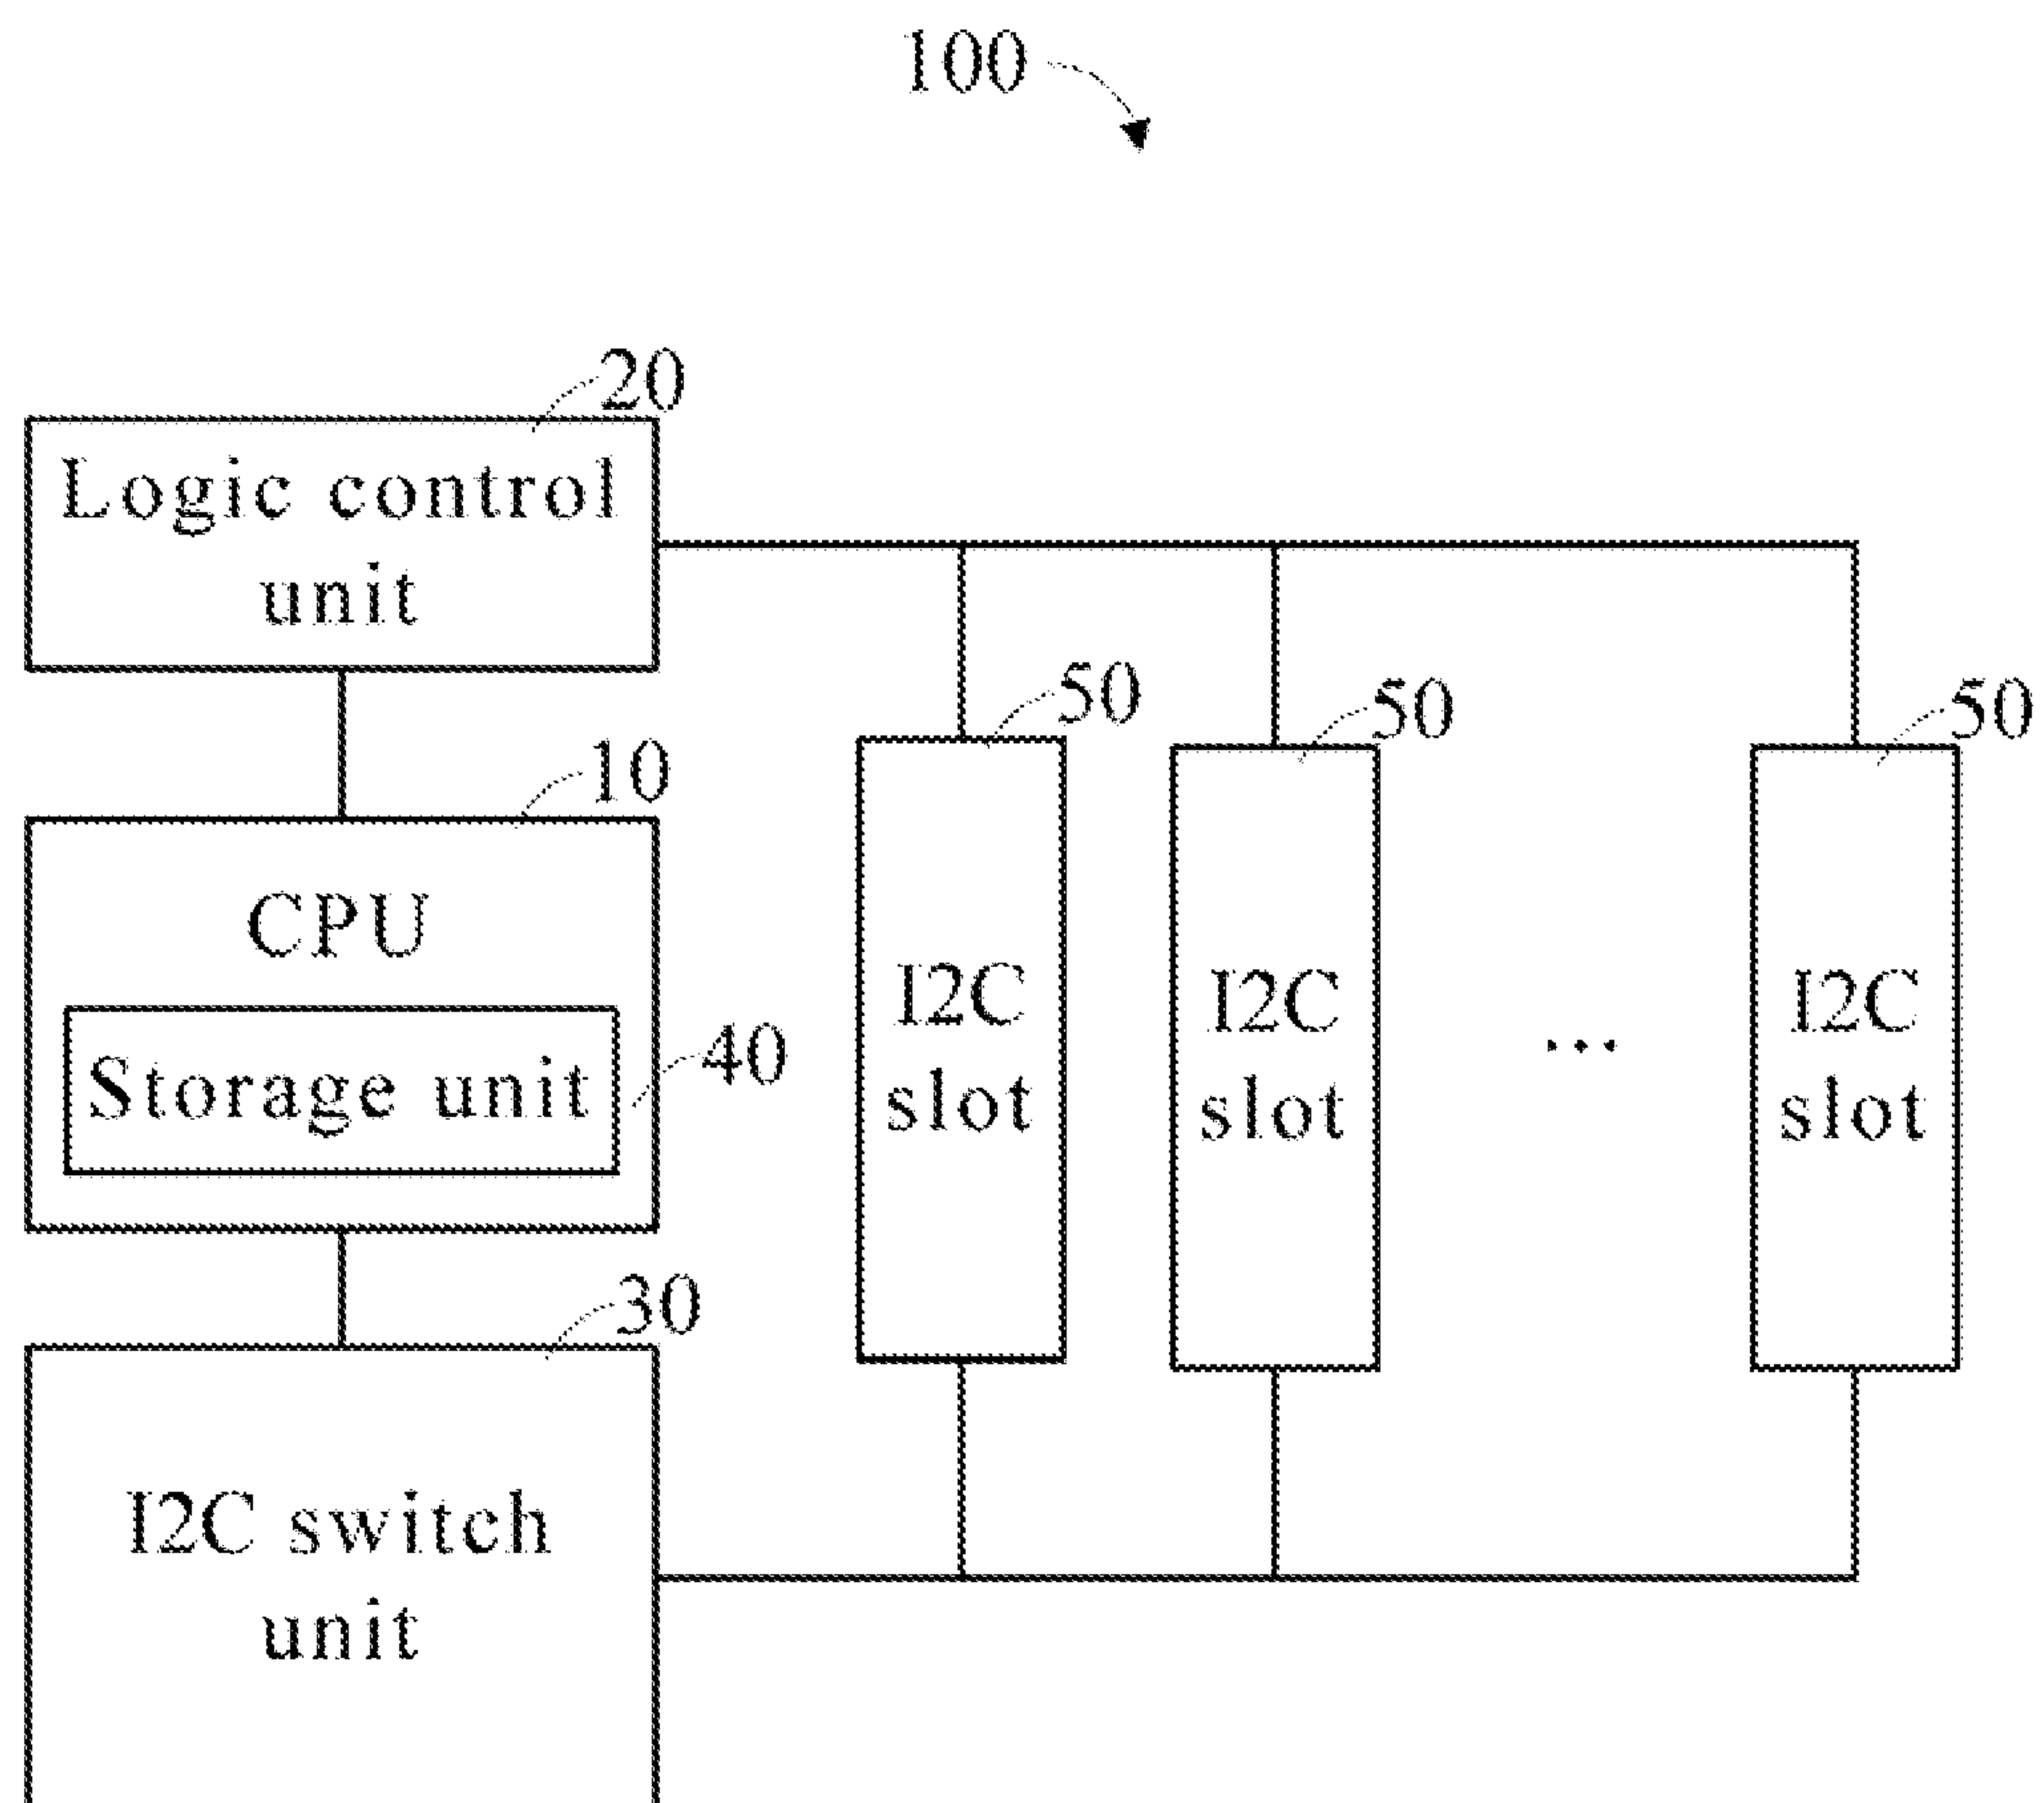 100
20
Logic control
unit
50
50
50
10
CPU
Storage unit
40
I2C
slot
I2C
slot
...
I2C
slot
30
I2C switch
unit